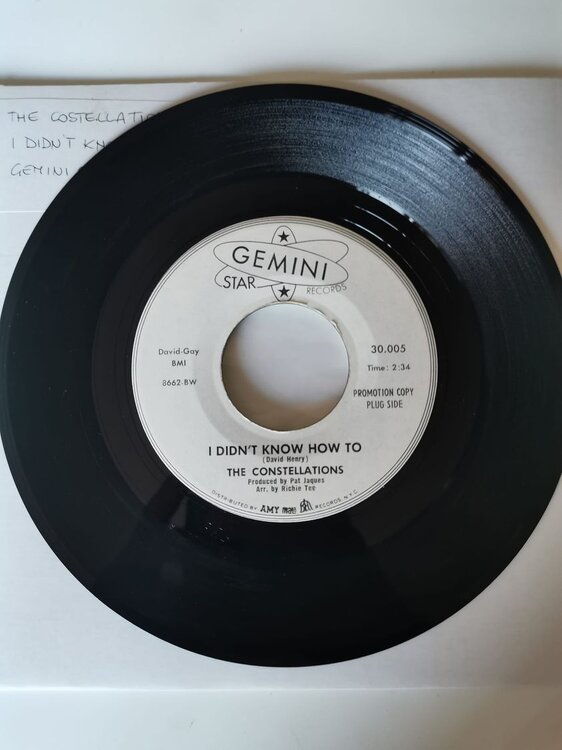 THE COSTELLATIO
I DIDN'T KN
GEMINI
GEMINI
STAR RECORDS
David-Gay
BMI
8662-BW
30.005
Time: 2:34
PROMOTION COPY
PLUG SIDE
I DIDN'T KNOW HOW TO
(David Henry)
THE CONSTELLATIONS
Produced by Pat Jaques
Arr. by Richie Tee
DISTRIBUTED BY AMY mala bell RECORDS, N.Y.C.